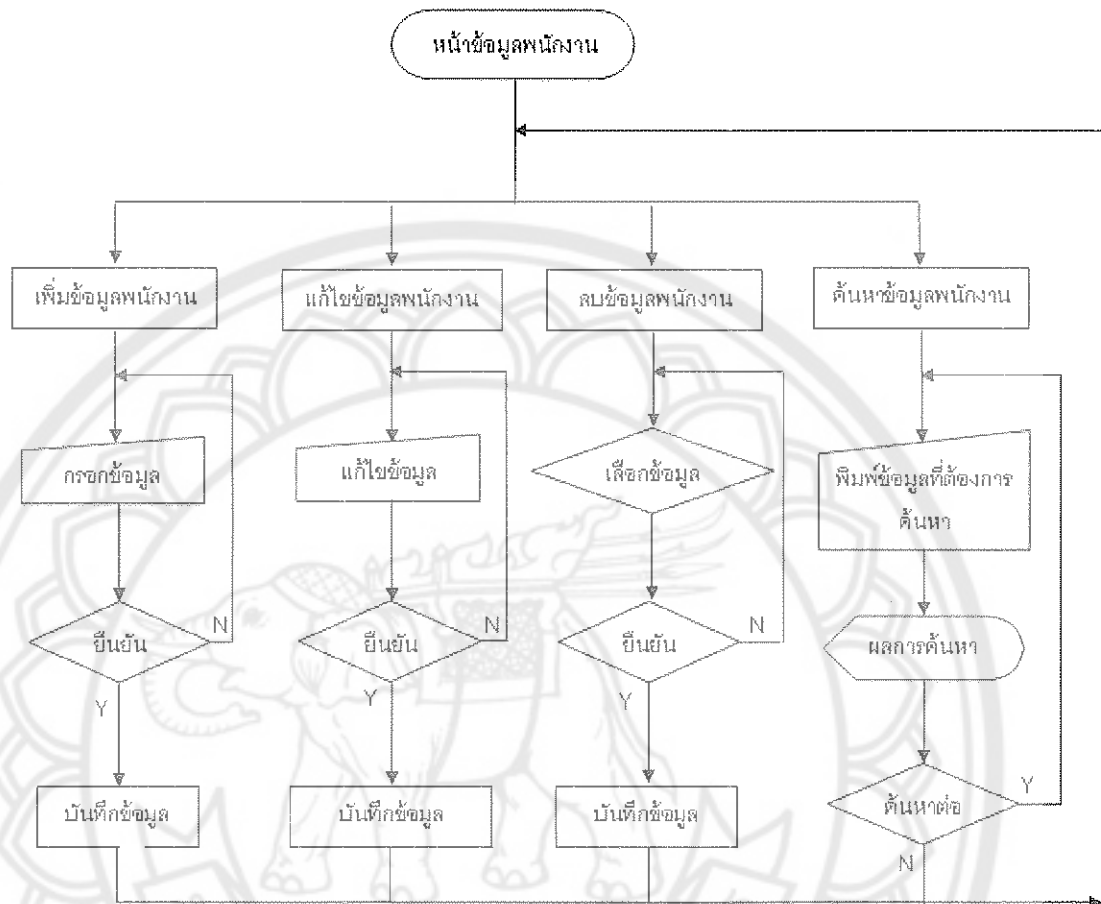 หน้าข้อมูลพนักงาน
เพิ่มข้อมูลพนักงาน
แก้ไขข้อมูลพนักงาน
ลบข้อมูลพนักงาน
ค้นหาข้อมูลพนักงาน
กรอกข้อมูล
แก้ไขข้อมูล
เลือกข้อมูล
พิมพ์ข้อมูลที่ต้องการ
ค้นหา
ยืนยัน
N
ยืนยัน
N
ยืนยัน
N
ผลการค้นหา
Y
Y
Y
บันทึกข้อมูล
บันทึกข้อมูล
บันทึกข้อมูล
ค้นหาต่อ
Y
N